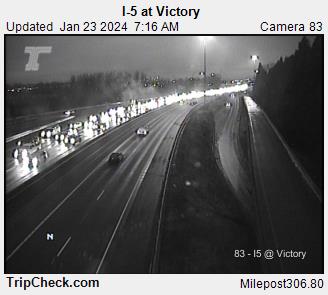 I-5 at Victory
Updated Jan 23 2024 7:16 AM Camera 83
T
N
83 - I5 @ Victory
TripCheck.com Milepost306.80